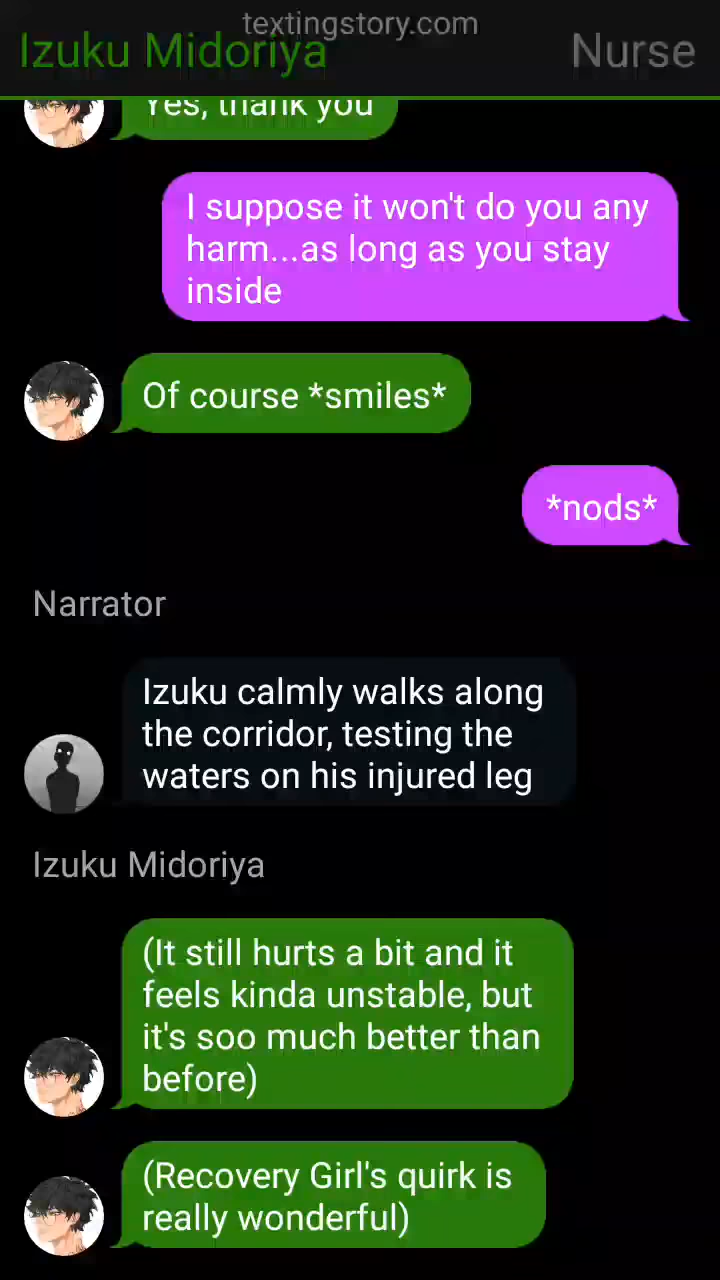 textingstory.com
Izuku Midoriya
Nurse
Yes, thank you
I suppose it won't do you any
harm...as long as you stay
inside
Of course *smiles*
*nods*
Narrator
Izuku calmly walks along
the corridor, testing the
waters on his injured leg
Izuku Midoriya
(It still hurts a bit and it
feels kinda unstable, but
it's soo much better than
before)
(Recovery Girl's quirk is
really wonderful)